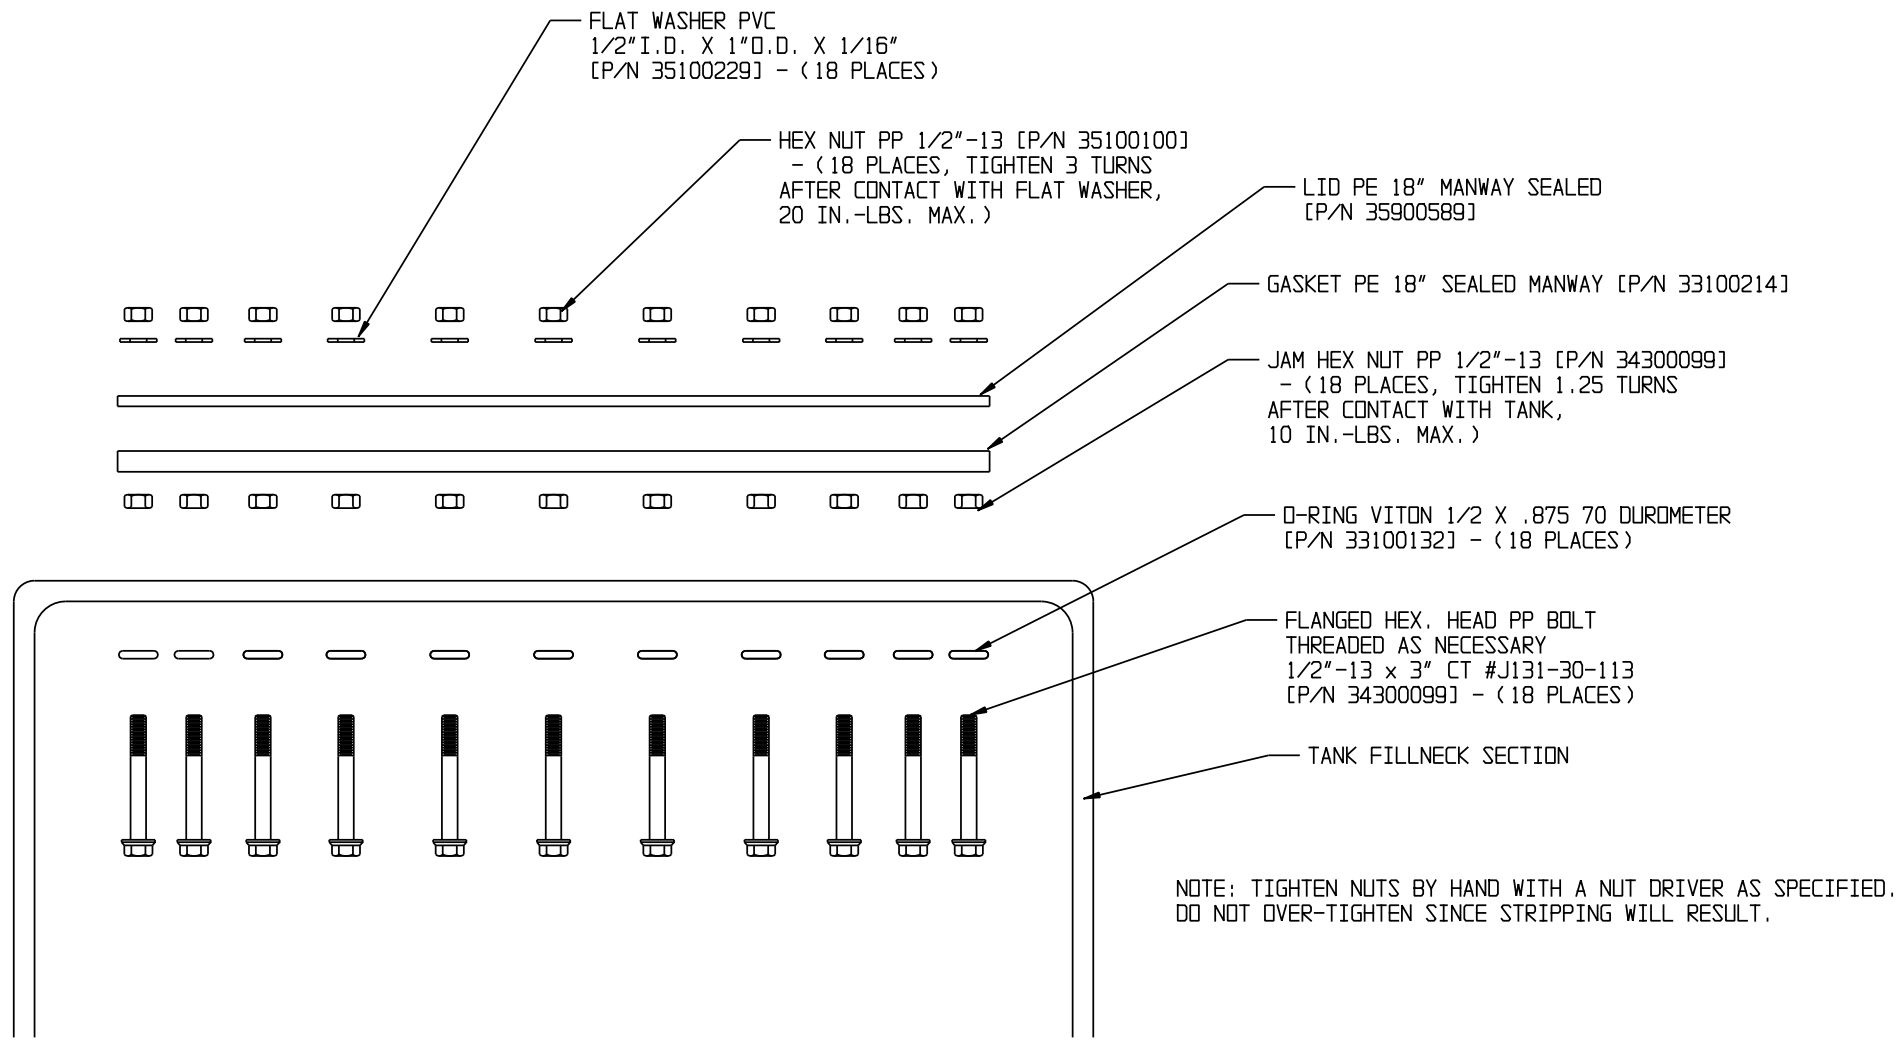 FLAT WASHER PVC
1/2"I.D. X 1"O.D. X 1/16"
[P/N 35100229] - (18 PLACES)
HEX NUT PP 1/2"-13 [P/N 35100100]
- (18 PLACES, TIGHTEN 3 TURNS
AFTER CONTACT WITH FLAT WASHER,
20 IN.-LBS. MAX.)
LID PE 18" MANWAY SEALED
[P/N 35900589]
GASKET PE 18" SEALED MANWAY [P/N 33100214]
JAM HEX NUT PP 1/2"-13 [P/N 34300099]
- (18 PLACES, TIGHTEN 1.25 TURNS
AFTER CONTACT WITH TANK,
10 IN.-LBS. MAX.)
O-RING VITON 1/2 X .875 70 DUROMETER
[P/N 33100132] - (18 PLACES)
FLANGED HEX. HEAD PP BOLT
THREADED AS NECESSARY
1/2"-13 x 3" CT #J131-30-113
[P/N 34300099] - (18 PLACES)
TANK FILLNECK SECTION
NOTE: TIGHTEN NUTS BY HAND WITH A NUT DRIVER AS SPECIFIED.
DO NOT OVER-TIGHTEN SINCE STRIPPING WILL RESULT.